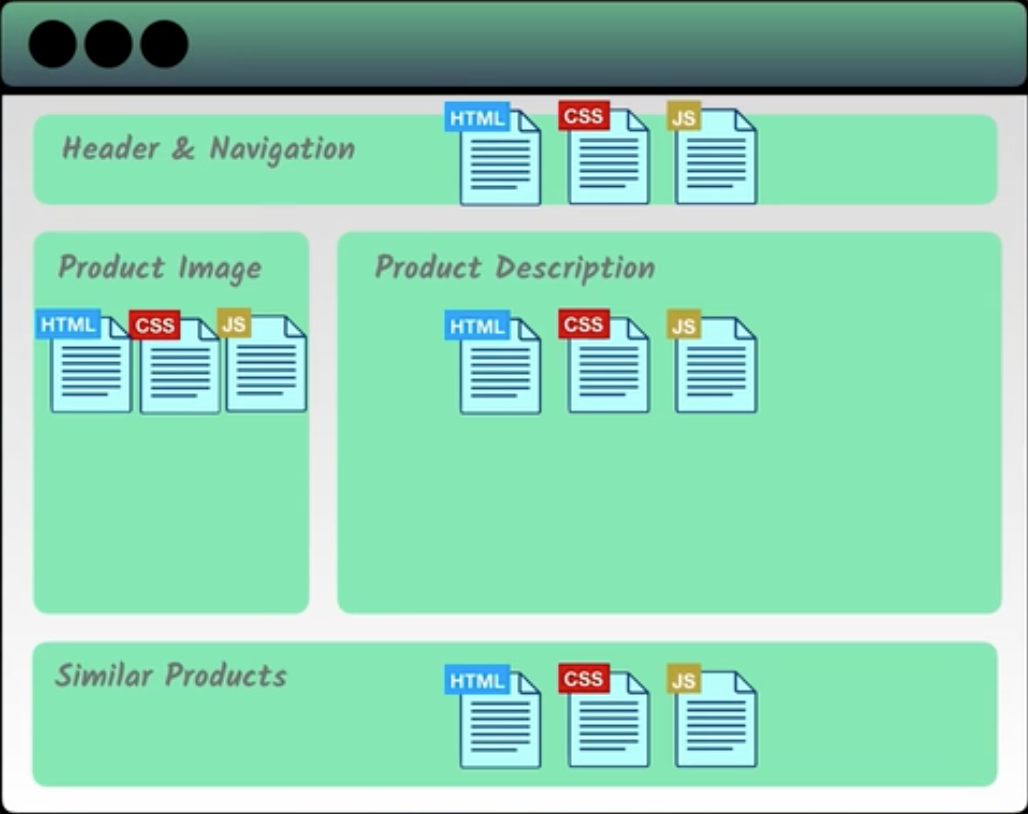 HTML CSS JS
Header & Navigation
Product Image
HTML CSS JS
Product Description
HTML CSS JS
Similar Products
HTML CSS JS